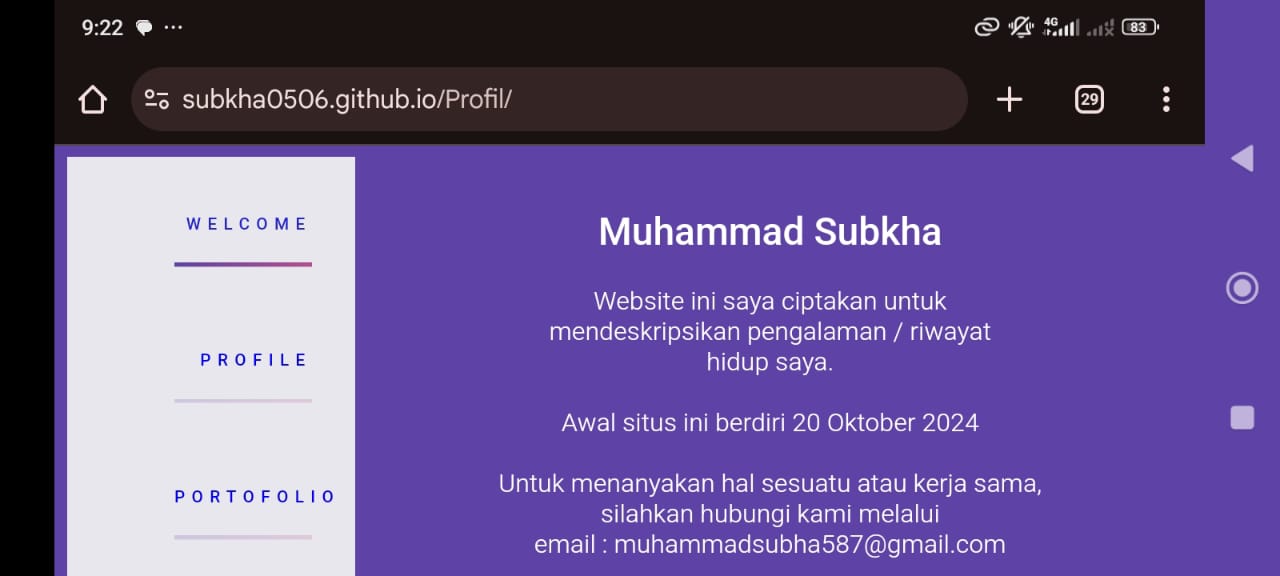 9:22
4G
83
subkha0506.github.io/Profil/
29
WELCOME
PROFILE
PORTOFOLIO
Muhammad Subkha
Website ini saya ciptakan untuk
mendeskripsikan pengalaman / riwayat
hidup saya.
Awal situs ini berdiri 20 Oktober 2024
Untuk menanyakan hal sesuatu atau kerja sama,
silahkan hubungi kami melalui
email : muhammadsubha587@gmail.com